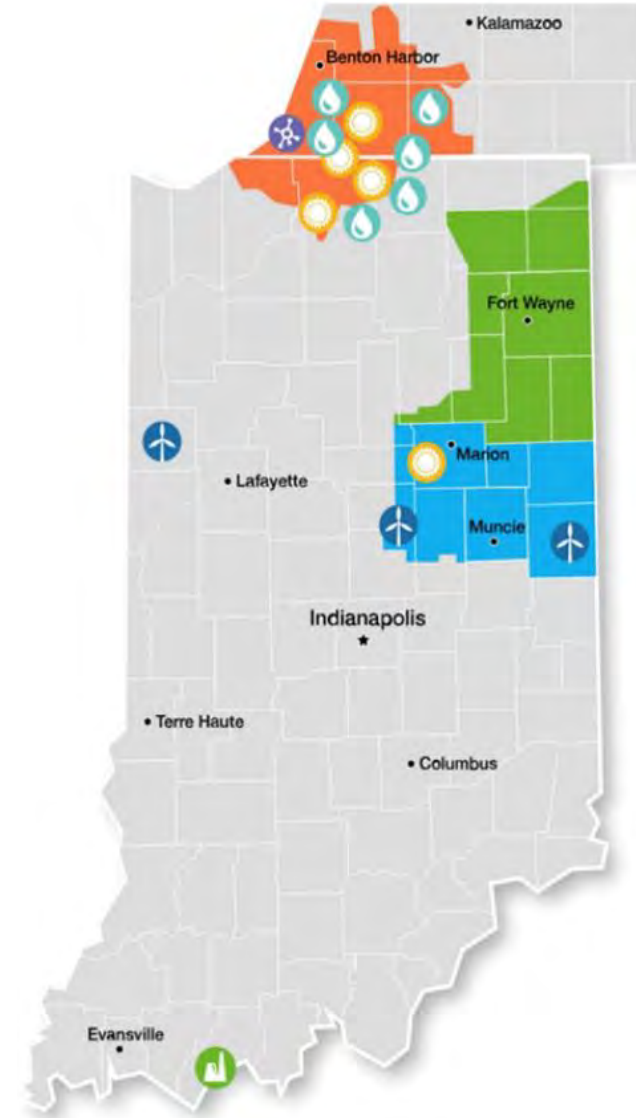 Kalamazoo
Benton Harbor
Fort Wayne
Marion
Lafayette
Muncie
Indianapolis
Terre Haute
Columbus
Evansville